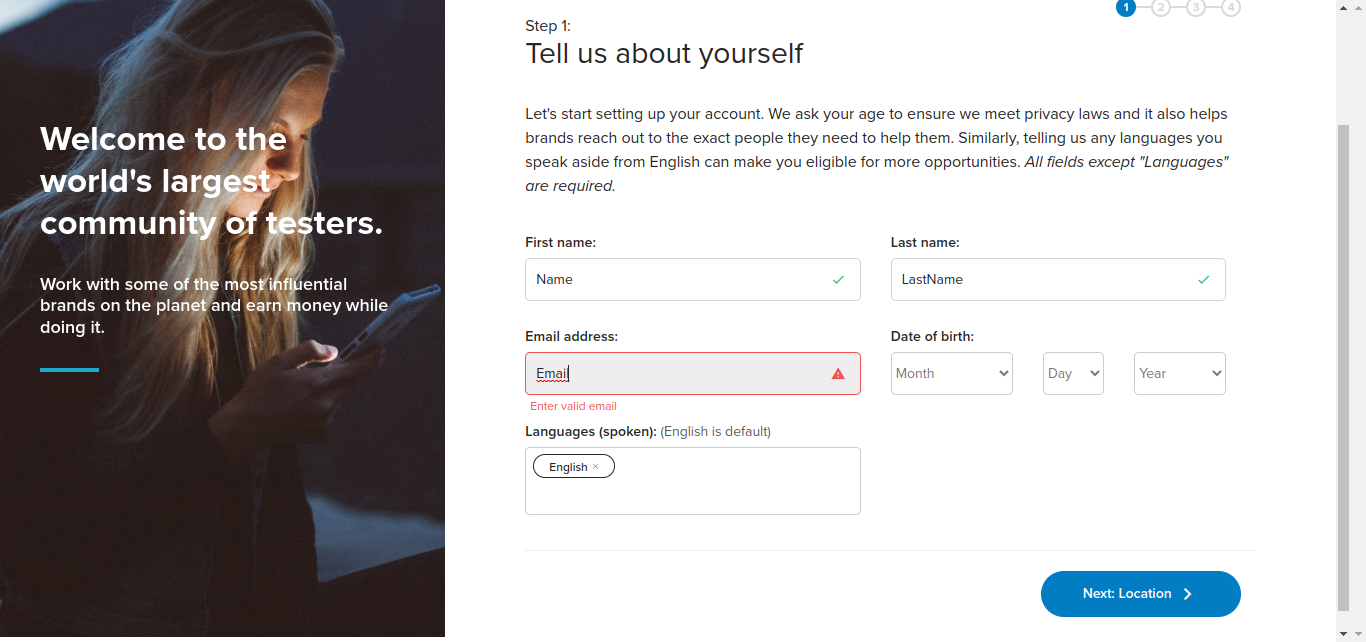 Welcome to the
world's largest
community of testers.
Work with some of the most influential
brands on the planet and earn money while
doing it.
1 2 3 4
Step 1:
Tell us about yourself
Let's start setting up your account. We ask your age to ensure we meet privacy laws and it also helps
brands reach out to the exact people they need to help them. Similarly, telling us any languages you
speak aside from English can make you eligible for more opportunities. All fields except "Languages"
are required.
First name:
Last name:
Name
LastName
Email address:
Date of birth:
Email
Month
Day
Year
Enter valid email
Languages (spoken): (English is default)
English ×
Next: Location